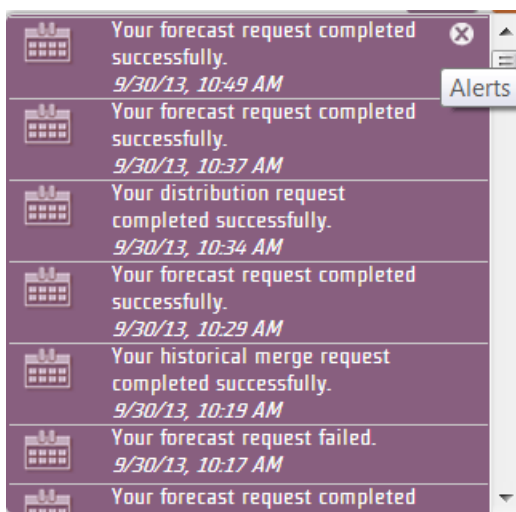 Your forecast request completed
successfully.
9/30/13, 10:49 AM
Alerts
Your forecast request completed
successfully.
9/30/13, 10:37 AM
Your distribution request
completed successfully.
9/30/13, 10:34 AM
Your forecast request completed
successfully.
9/30/13, 10:29 AM
Your historical merge request
completed successfully.
9/30/13, 10:19 AM
Your forecast request failed.
9/30/13, 10:17 AM
Your forecast request completed